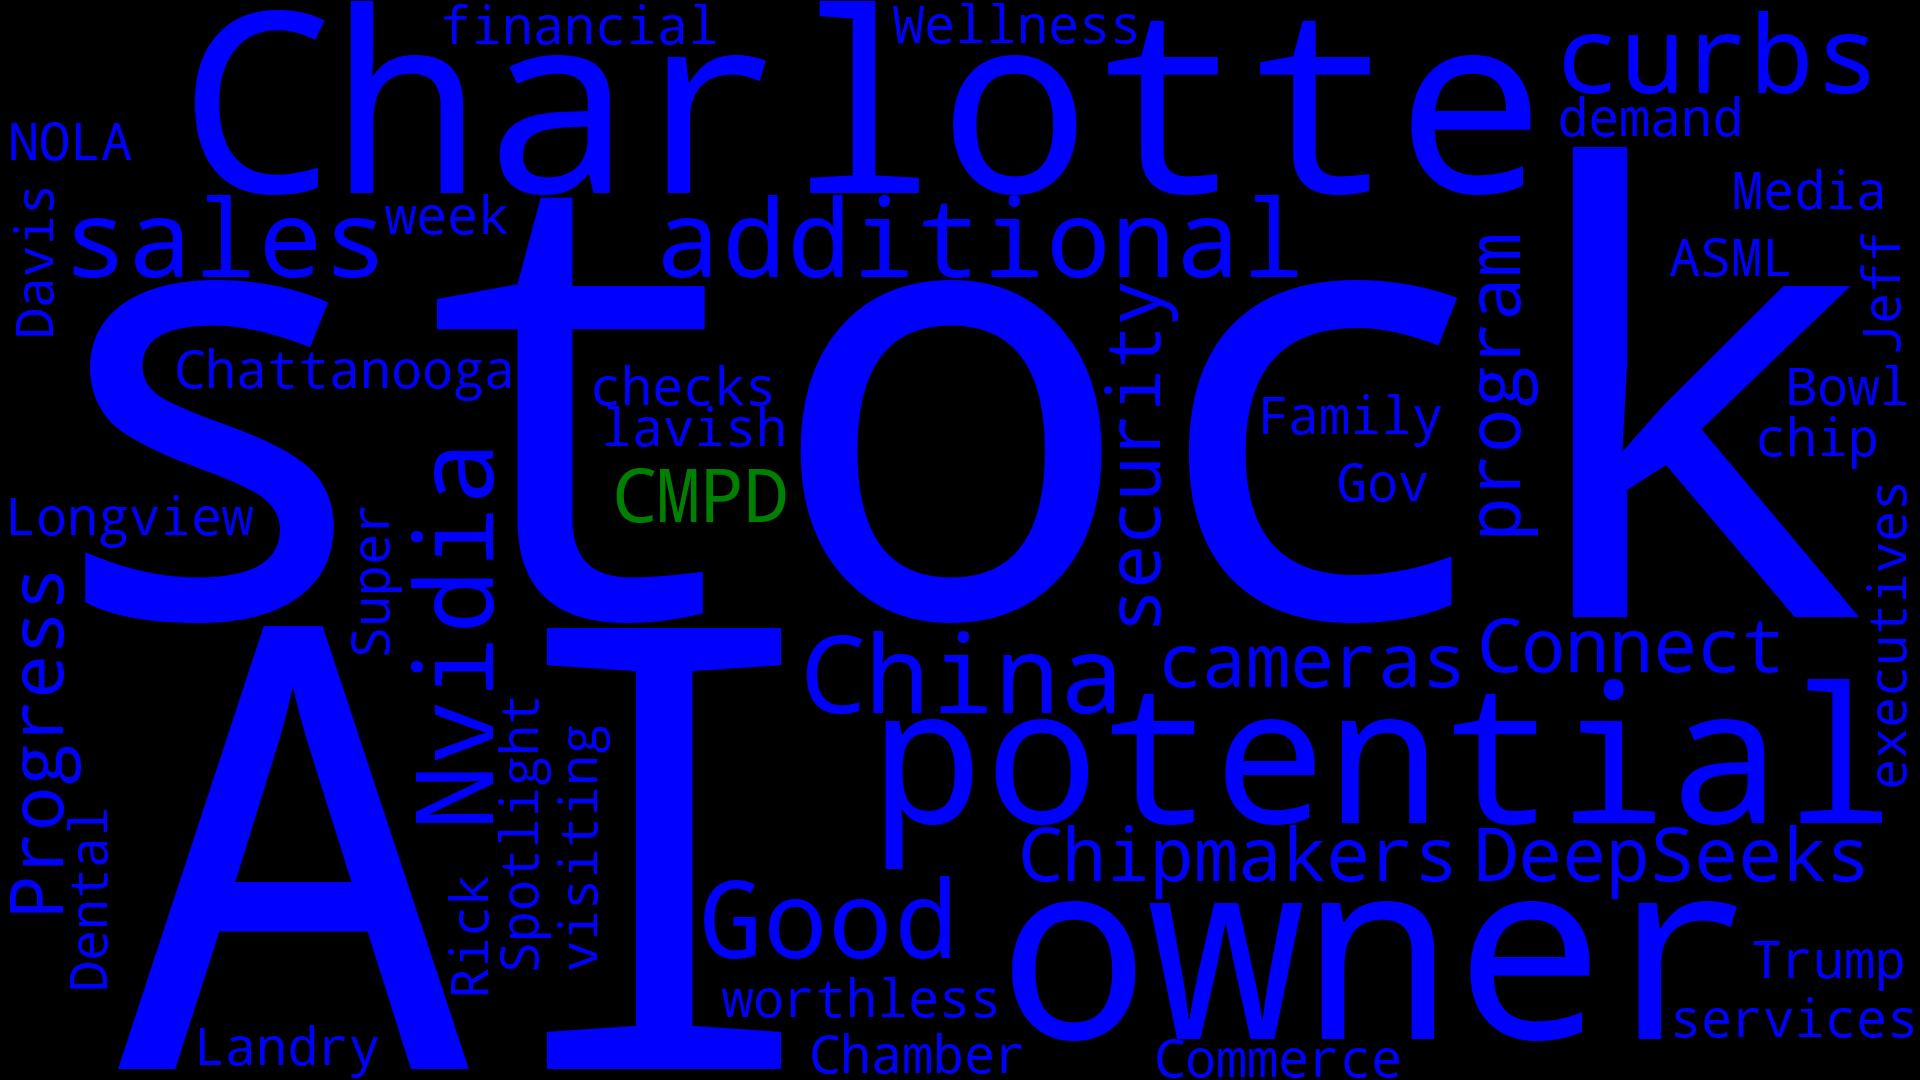 financial
Wellness
Charlotte
curbs
demand
NOLA
Davis
sales
week
additional
Media
ASML
Jeff
stock
program
security
Chattanooga
checks
lavish
CMPD
Family
Gov
Bowl
chip
Longview
Super
Nvidia
executives
Progress
AI
China
cameras
Connect
potential
Spotlight
visiting
Dental
Chipmakers
DeepSeeks
Rick
Good
owner
Trump
worthless
services
Landry
Chamber
Commerce